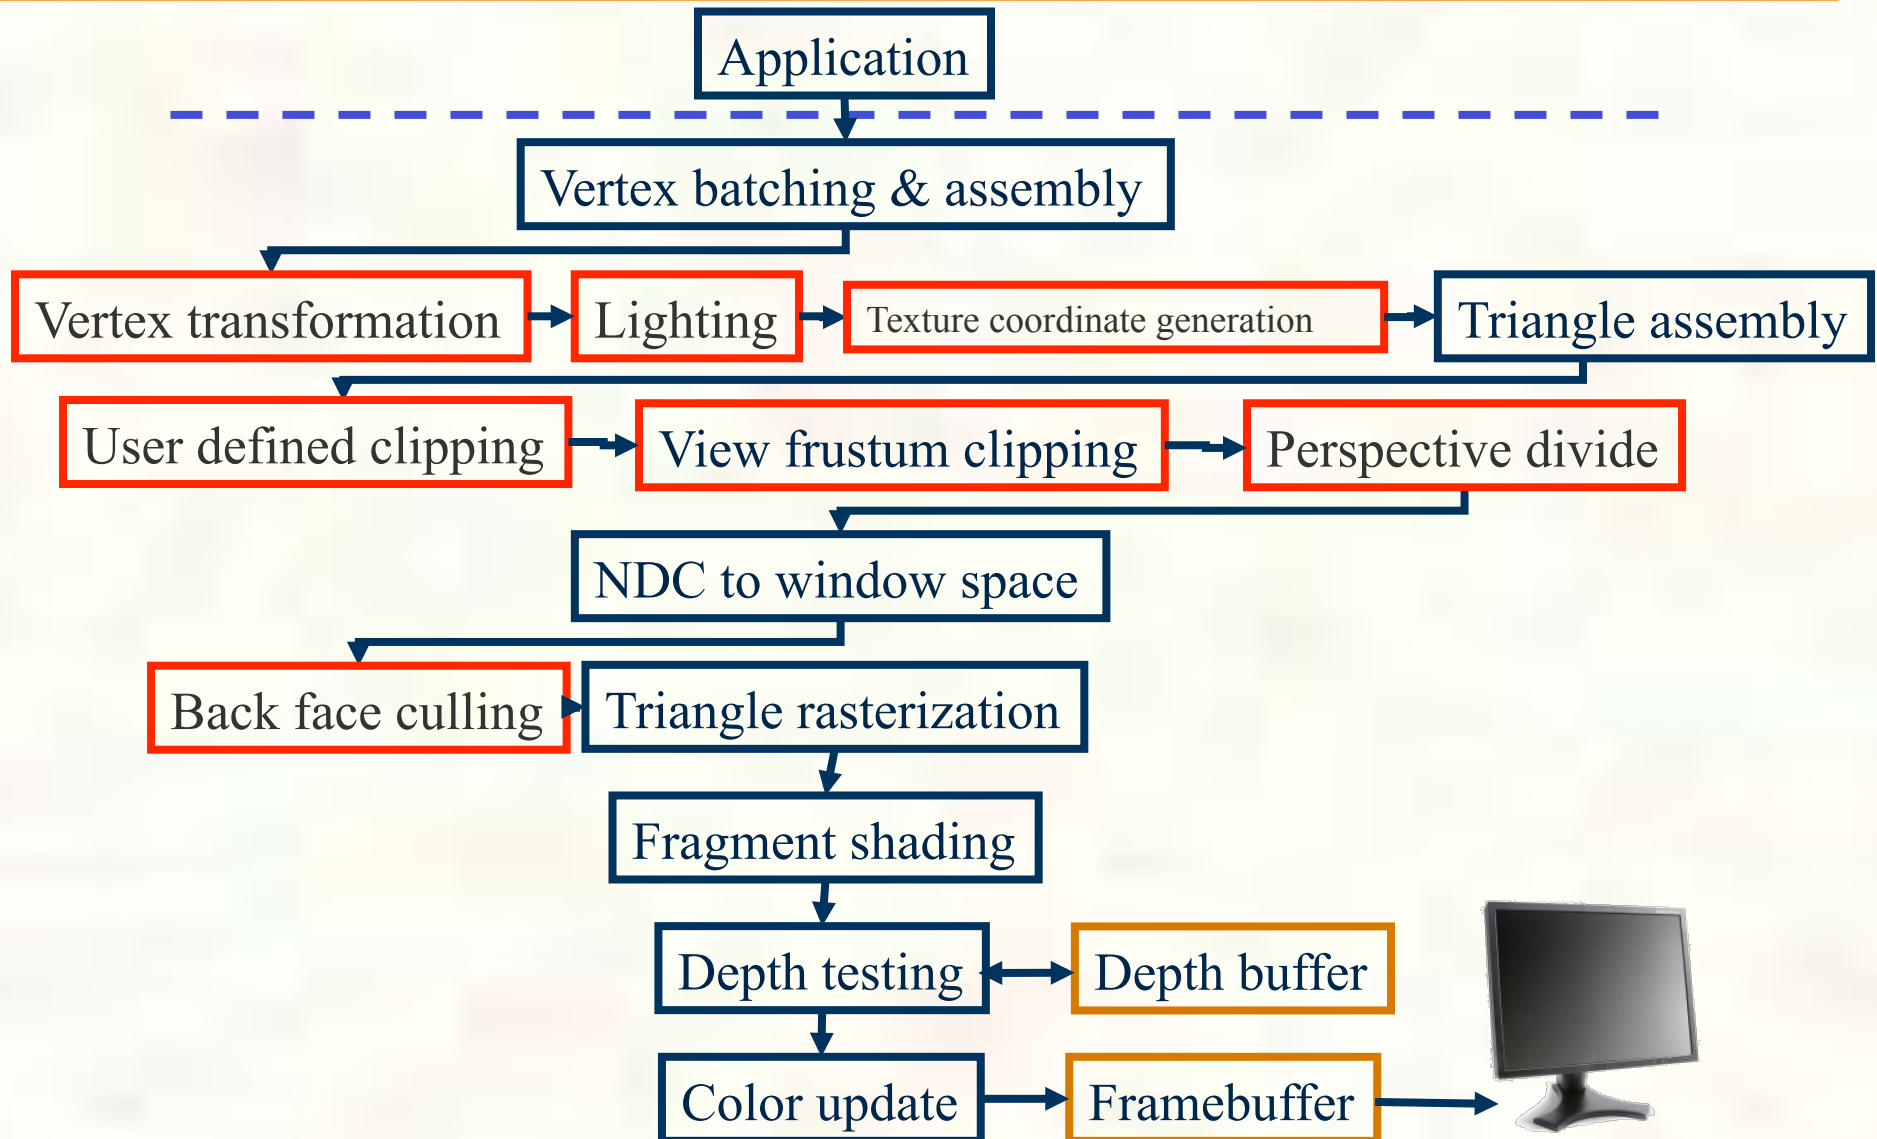 Application
Vertex batching & assembly
Vertex transformation
Lighting
Texture coordinate generation
Triangle assembly
User defined clipping
View frustum clipping
Perspective divide
NDC to window space
Back face culling
Triangle rasterization
Fragment shading
Depth testing
Depth buffer
Color update
Framebuffer